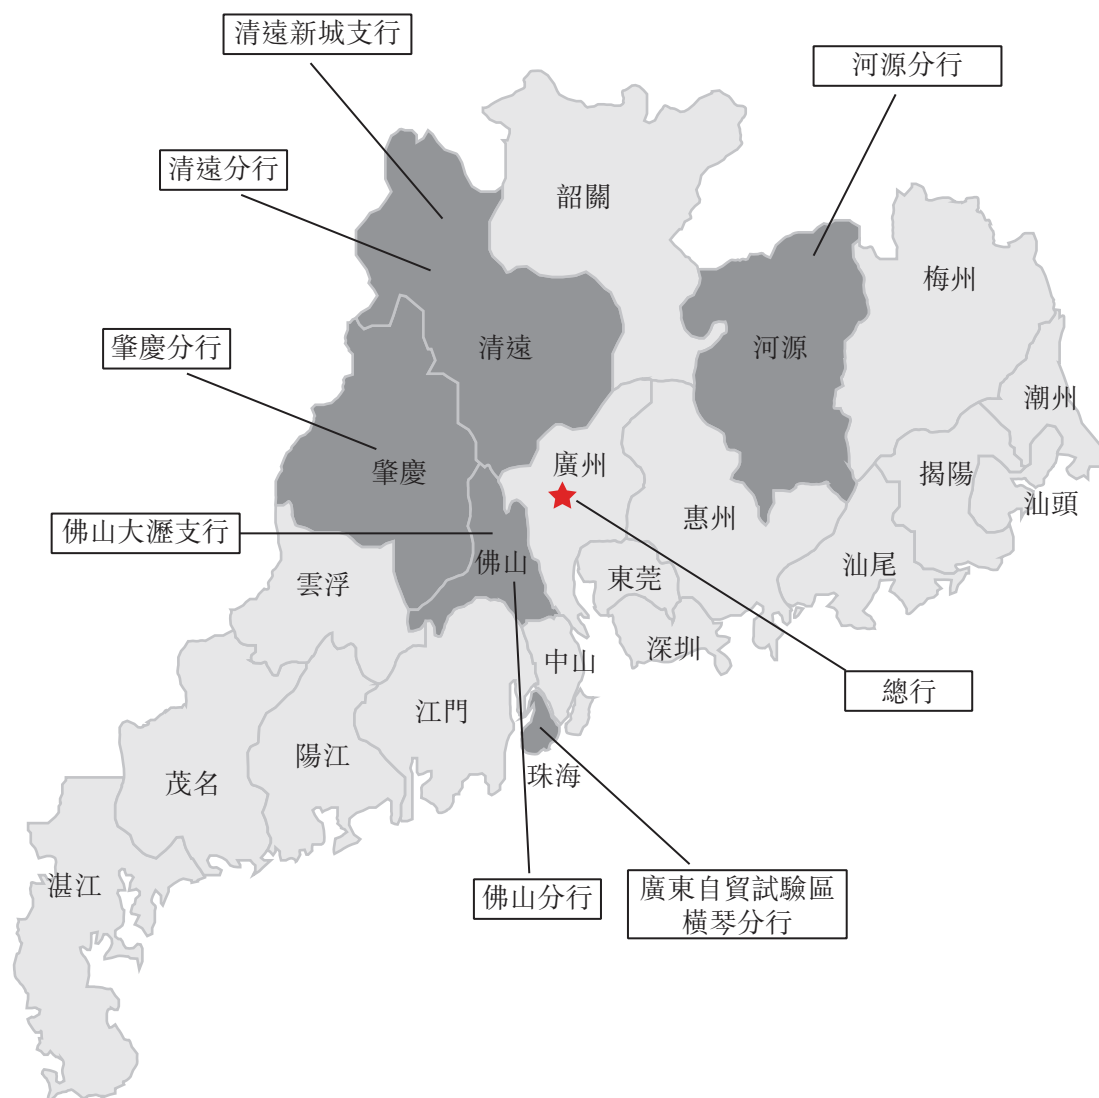 清遠新城支行
河源分行
清遠分行
韶關
梅州
肇慶分行
清遠
河源
潮州
廣州
肇慶
揭陽
汕頭
惠州
佛山大瀝支行
佛山
汕尾
東莞
雲浮
深圳
中山
總行
江門
陽江
珠海
茂名
湛江
佛山分行
廣東自貿試驗區
橫琴分行